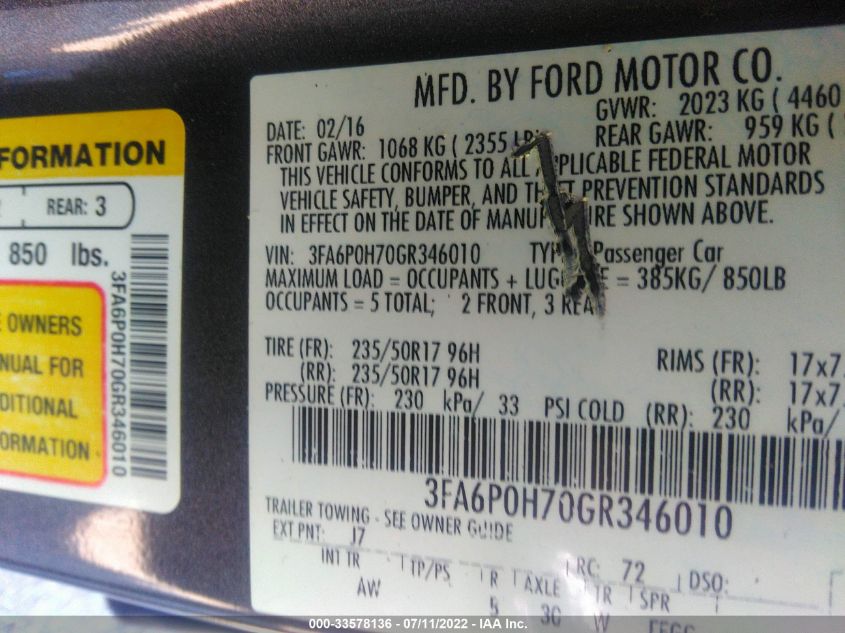 FORMATION
REAR: 3
850 lbs.
E OWNERS
NUAL FOR
DITIONAL
FORMATION
3FA6P0H70GR346010
MFD. BY FORD MOTOR CO.
DATE: 02/16 GVWR: 2023 KG ( 4460
FRONT GAWR: 1068 KG ( 2355 LB) REAR GAWR: 959 KG (
THIS VEHICLE CONFORMS TO ALL APPLICABLE FEDERAL MOTOR
VEHICLE SAFETY, BUMPER, AND THEFT PREVENTION STANDARDS
IN EFFECT ON THE DATE OF MANUFACTURE SHOWN ABOVE.
VIN: 3FA6P0H70GR346010 TYPE: Passenger Car
MAXIMUM LOAD = OCCUPANTS + LUGGAGE = 385KG/ 850LB
OCCUPANTS = 5 TOTAL; 2 FRONT, 3 REAR
TIRE (FR): 235/50R17 96H RIMS (FR): 17x7.
(RR): 235/50R17 96H (RR): 17x7.
PRESSURE (FR): 230 kPa/ 33 PSI COLD (RR): 230 kPa/
3FA6P0H70GR346010
TRAILER TOWING - SEE OWNER GUIDE
EXT PNT: J7 RC: 72 DSO:
INT TR TP/PS R AXLE TR SPR
AW 5 3C W
000-33578136 - 07/11/2022 - IAA Inc.